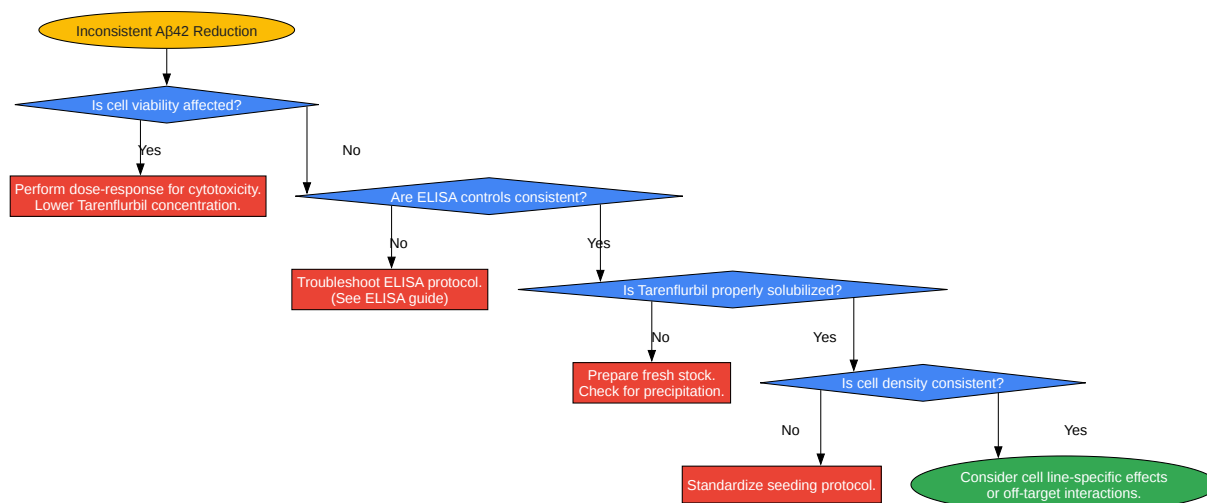 Inconsistent Aβ42 Reduction
Is cell viability affected?
Yes
No
Perform dose-response for cytotoxicity.
Lower Tarenflurbil concentration.
Are ELISA controls consistent?
No
Yes
Troubleshoot ELISA protocol.
(See ELISA guide)
Is Tarenflurbil properly solubilized?
No
Yes
Prepare fresh stock.
Check for precipitation.
Is cell density consistent?
No
Yes
Standardize seeding protocol.
Consider cell line-specific effects
or off-target interactions.